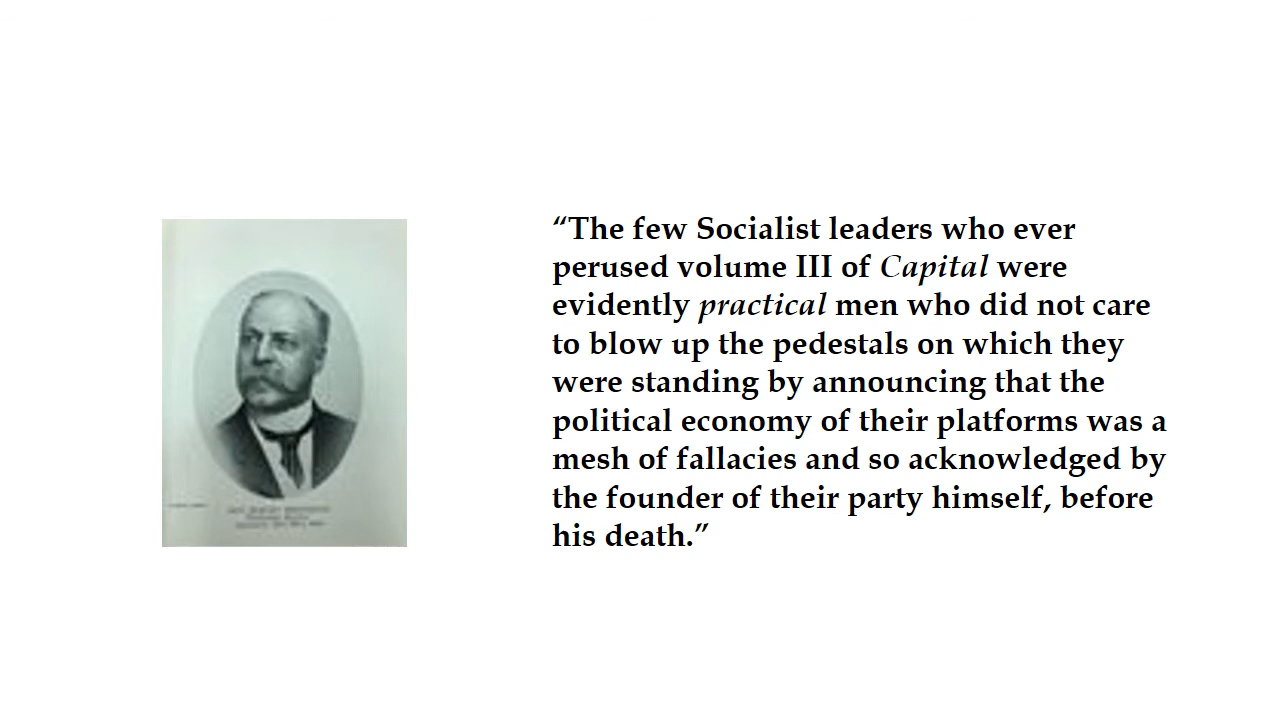 “The few Socialist leaders who ever
perused volume III of Capital were
evidently practical men who did not care
to blow up the pedestals on which they
were standing by announcing that the
political economy of their platforms was a
mesh of fallacies and so acknowledged by
the founder of their party himself, before
his death.”